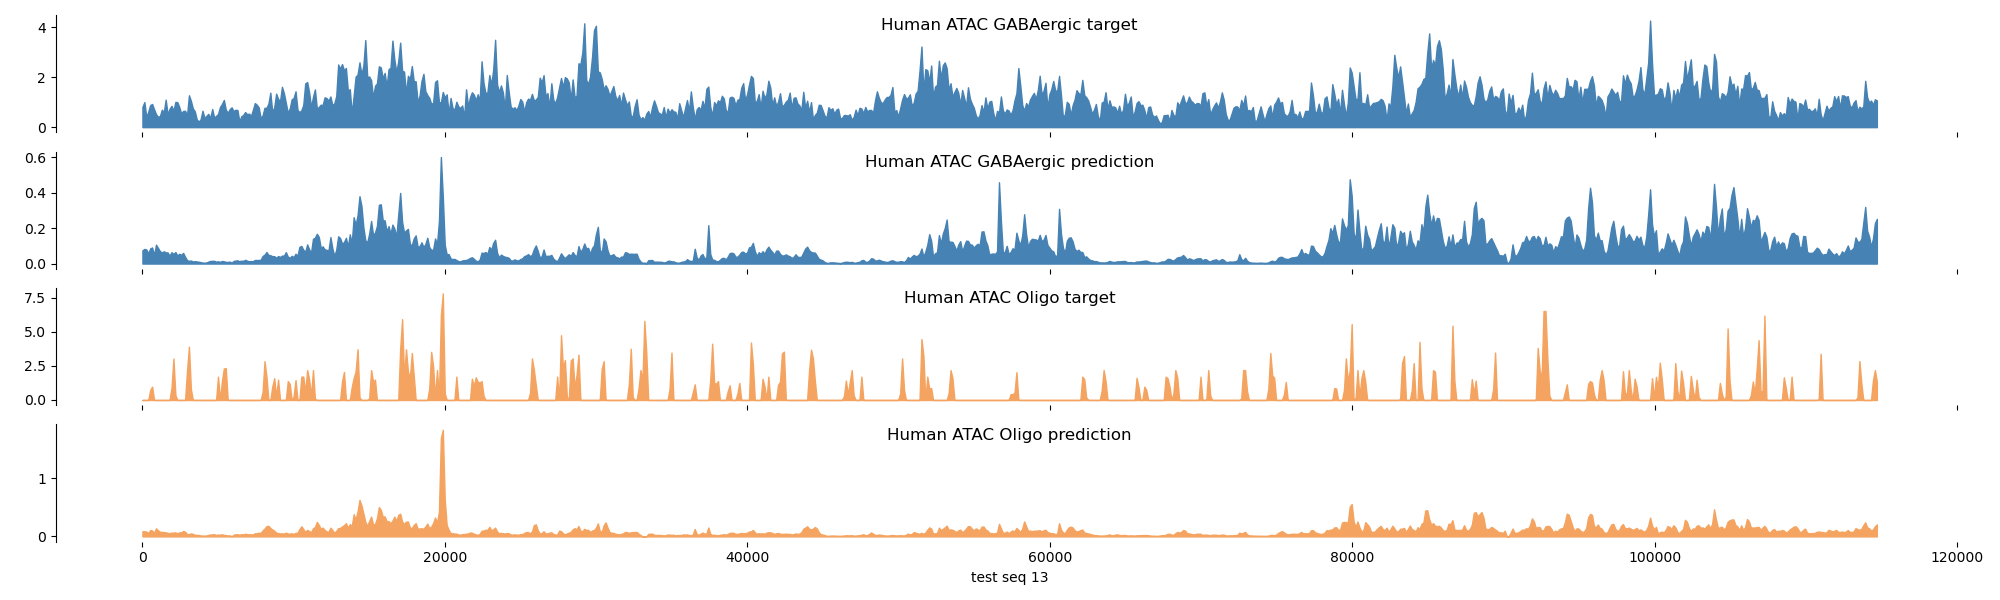 Human ATAC GABAergic target
4
2
0
Human ATAC GABAergic prediction
0.6
0.4
0.2
0.0
Human ATAC Oligo target
7.5
5.0
2.5
0.0
Human ATAC Oligo prediction
1
0
0 20000 40000 60000 80000 100000 120000
test seq 13